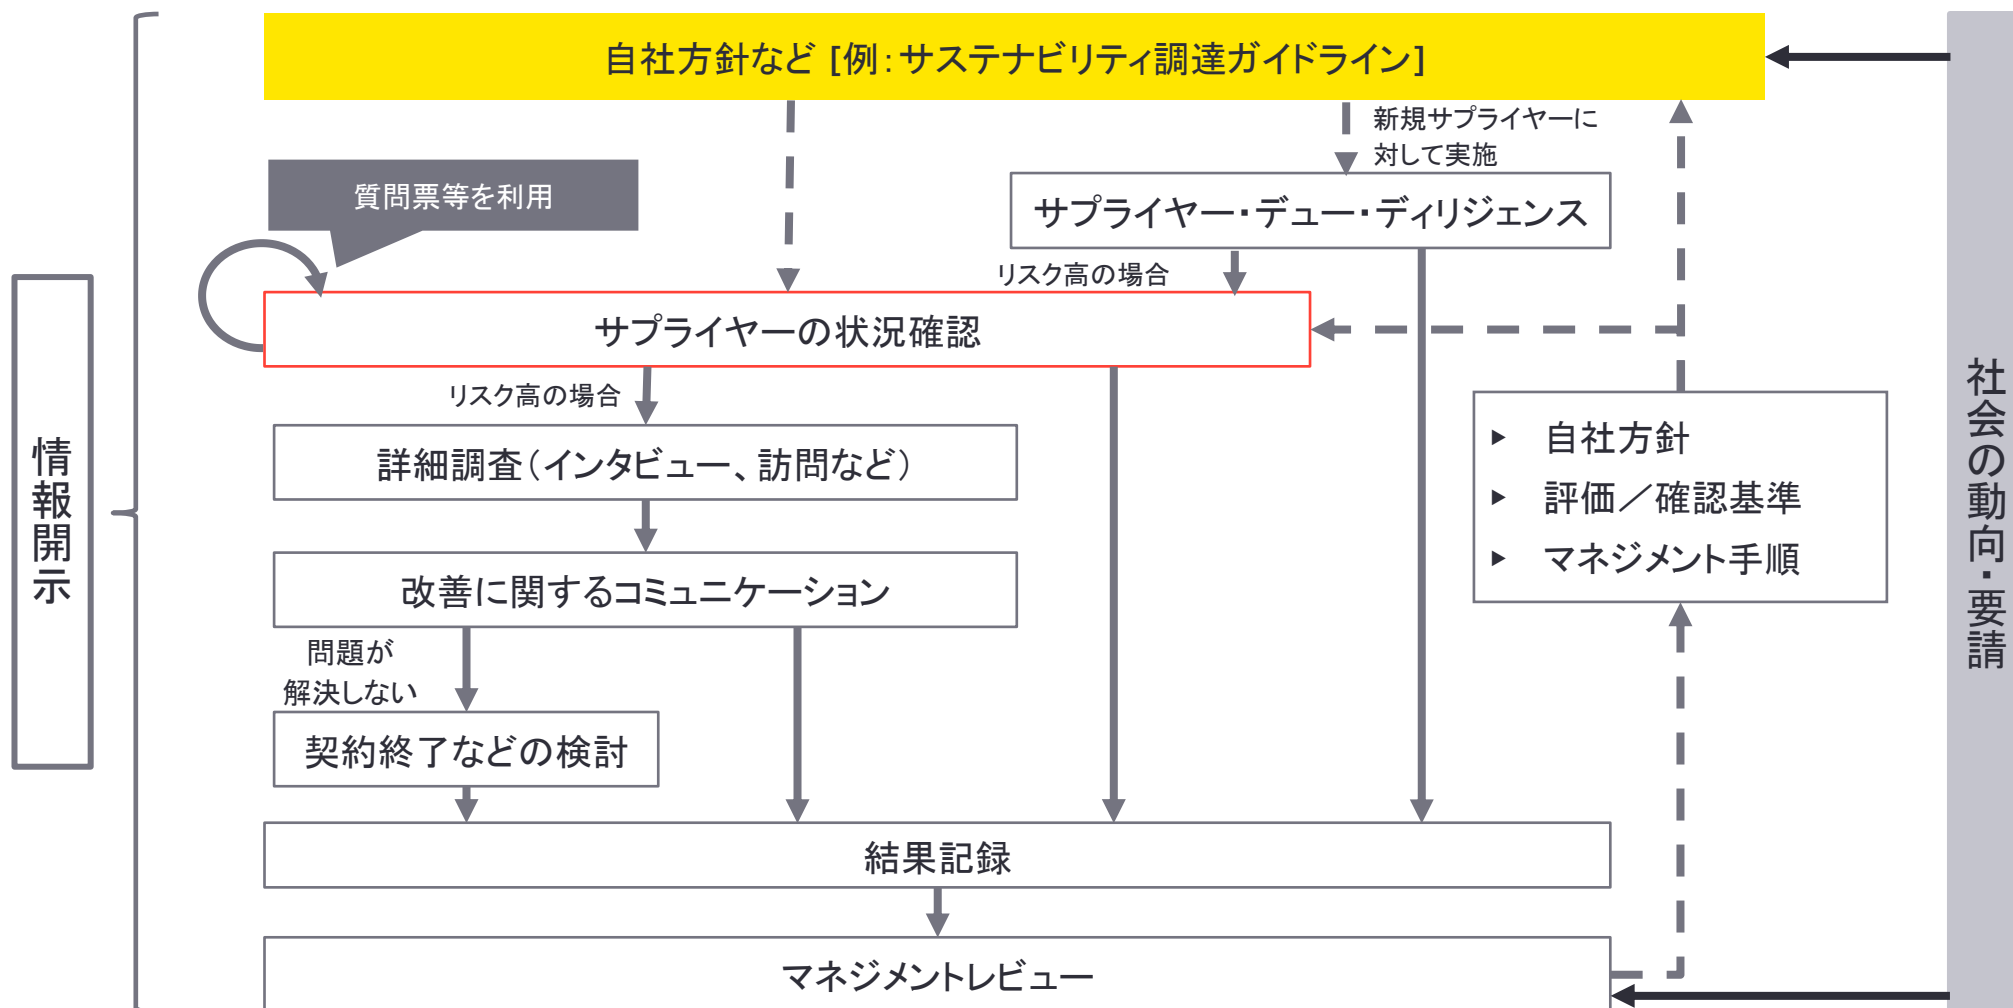 自社方針など [例：サステナビリティ調達ガイドライン]
新規サプライヤーに
対して実施
質問票等を利用
サプライヤー・デュー・ディリジェンス
リスク高の場合
サプライヤーの状況確認
リスク高の場合
詳細調査（インタビュー、訪問など）
改善に関するコミュニケーション
問題が
解決しない
契約終了などの検討
結果記録
マネジメントレビュー
▶ 自社方針
▶ 評価／確認基準
▶ マネジメント手順
情報開示
社会の動向・要請